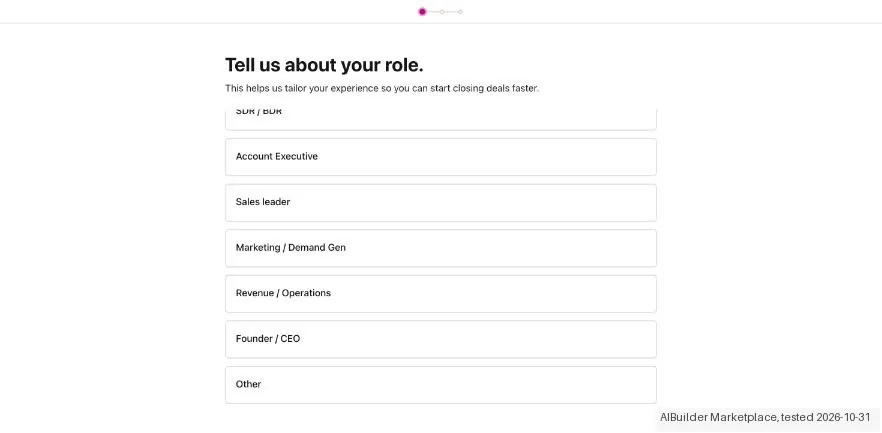 Tell us about your role.
This helps us tailor your experience so you can start closing deals faster.
SDR / BDR
Account Executive
Sales leader
Marketing / Demand Gen
Revenue / Operations
Founder / CEO
Other
AIBuilder Marketplace, tested 2026-10-31